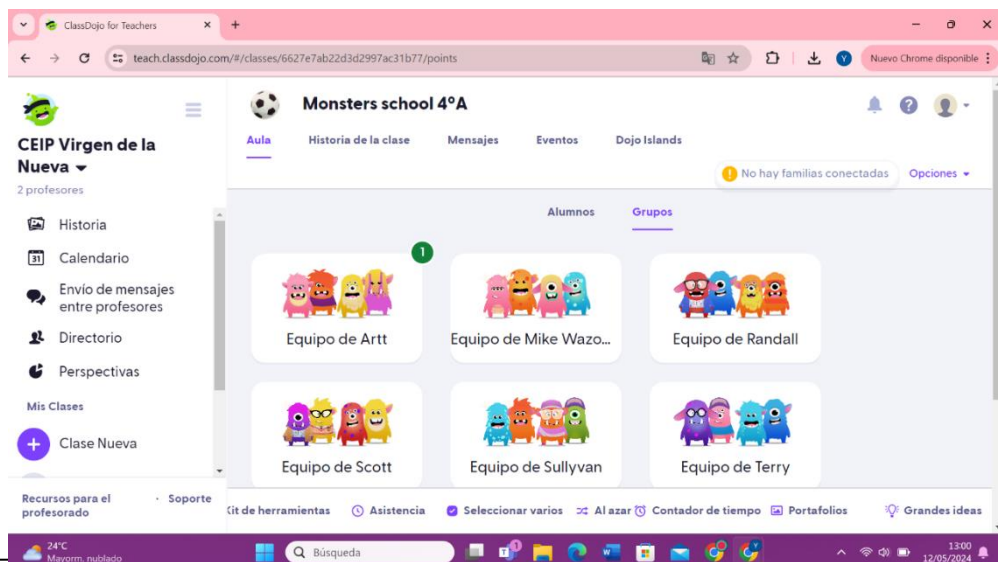 ClassDojo for Teachers
teach.classdojo.com/#/classes/6627e7ab22d3d2997ac31b77/points
Y
Nuevo Chrome disponible
CEIP Virgen de la
Nueva
2 profesores
Historia
31
Calendario
Envío de mensajes
entre profesores
Directorio
Perspectivas
Mis Clases
+ Clase Nueva
Recursos para el
profesorado
· Soporte
Monsters school 4ºA
Aula Historia de la clase Mensajes Eventos Dojo Islands
! No hay familias conectadas Opciones
Alumnos Grupos
1
Equipo de Artt
Equipo de Mike Wazo...
Equipo de Randall
Equipo de Scott
Equipo de Sullyvan
Equipo de Terry
Kit de herramientas Asistencia Seleccionar varios Al azar Contador de tiempo Portafolios Grandes ideas
24°C
Mayorm. nublado
Búsqueda
13:00
12/05/2024